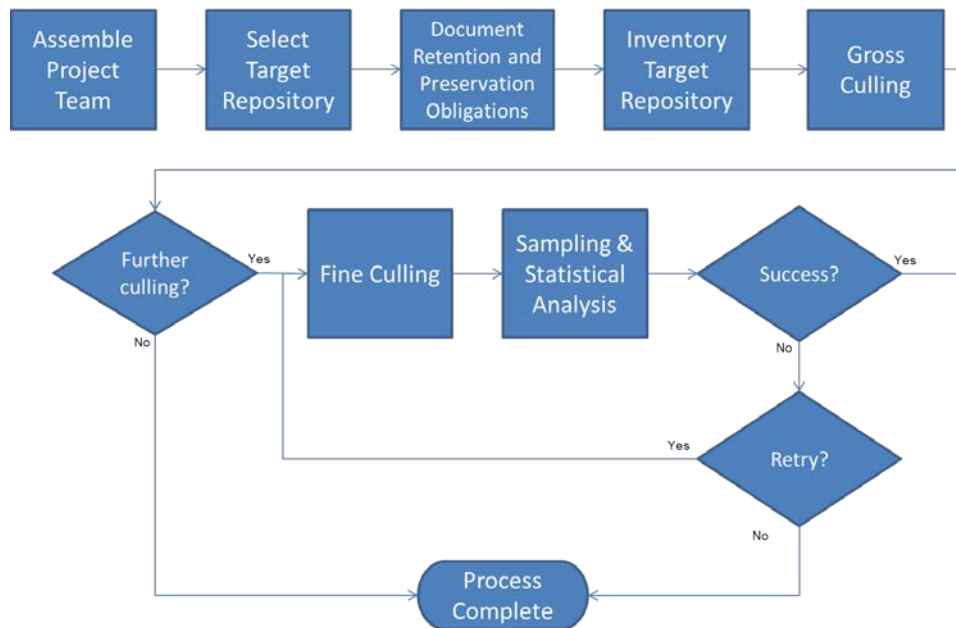 Assemble
Project
Team
Select
Target
Repository
Document
Retention and
Preservation
Obligations
Inventory
Target
Repository
Gross
Culling
Further
culling?
Yes
No
Fine Culling
Sampling &
Statistical
Analysis
Success?
Yes
No
Retry?
Yes
No
Process
Complete